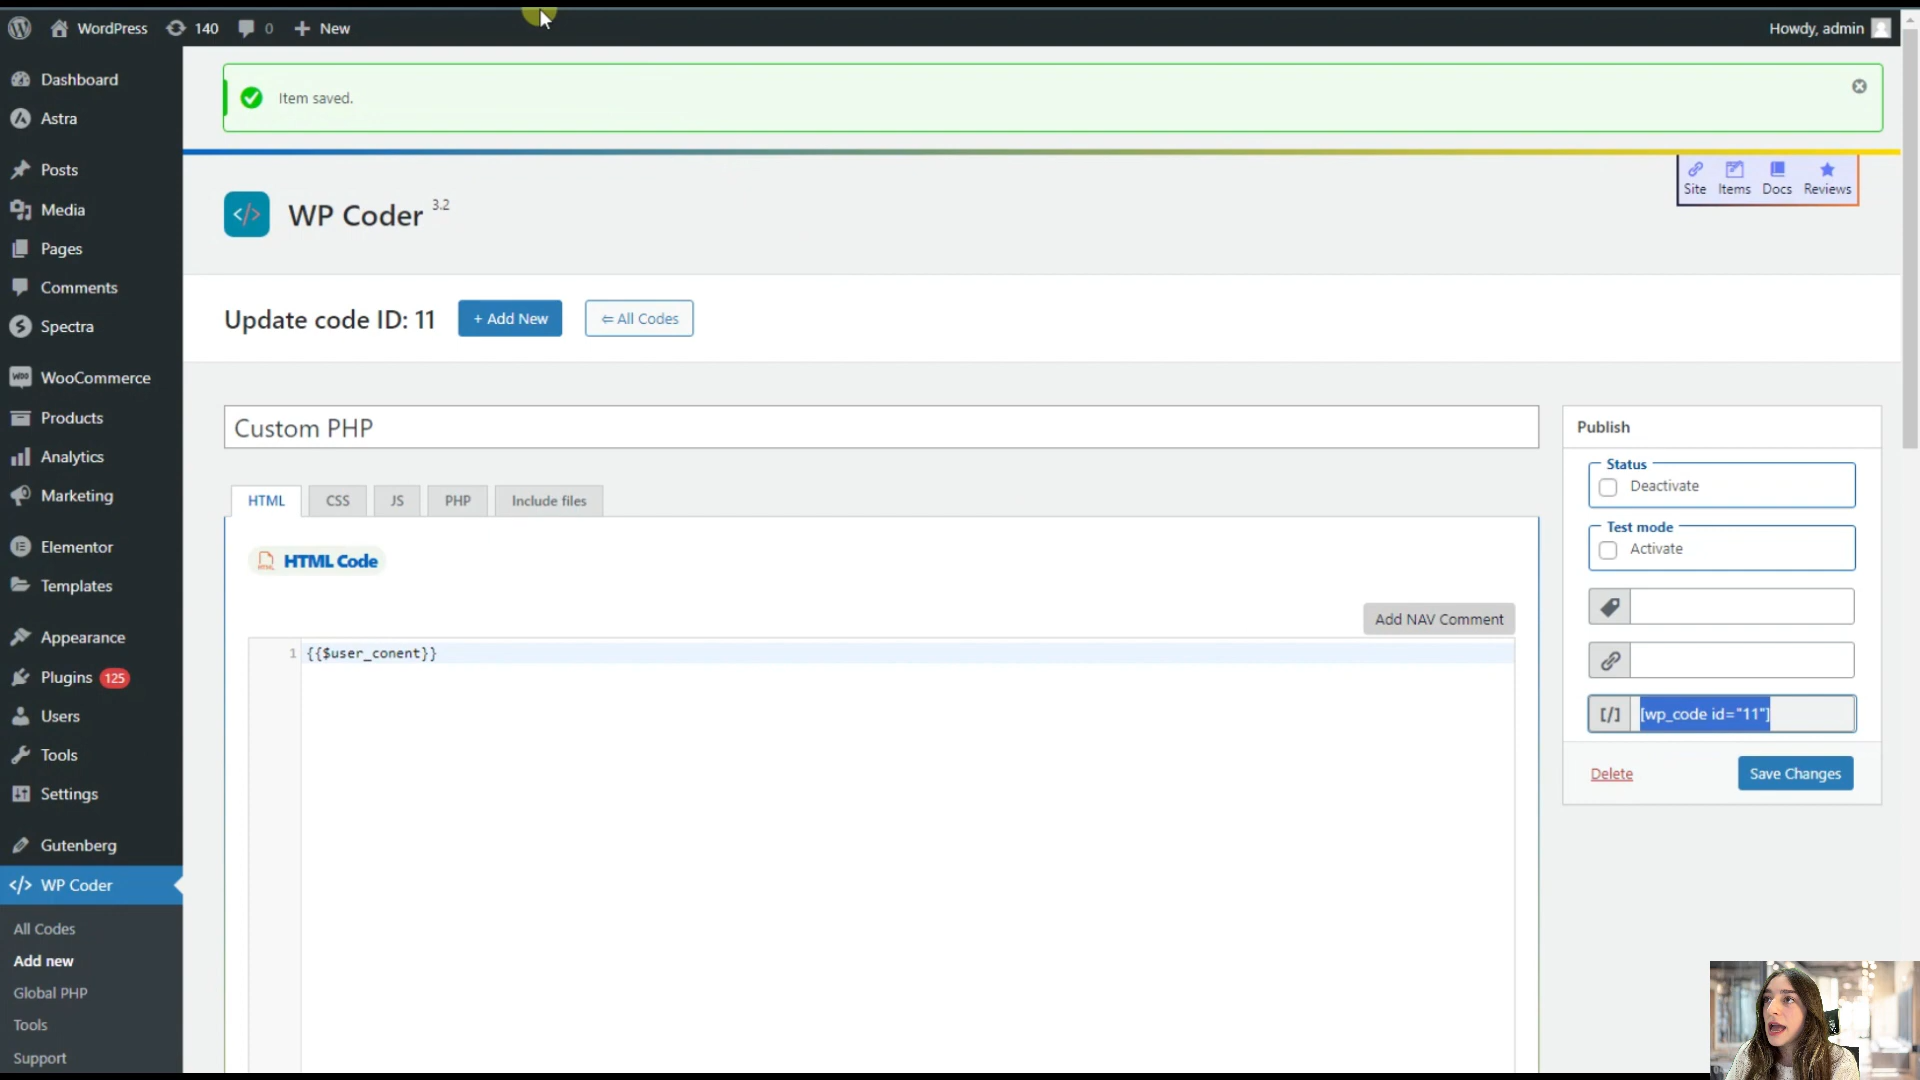 WordPress 140 0 New Howdy, admin
Dashboard
Astra
Posts
Media
Pages
Comments
Spectra
WooCommerce
Products
Analytics
Marketing
Elementor
Templates
Appearance
Plugins 125
Users
Tools
Settings
Gutenberg
WP Coder
All Codes
Add new
Global PHP
Tools
Support
Item saved.
Site Items Docs Reviews
WP Coder 3.2
Update code ID: 11 + Add New ⇐ All Codes
Custom PHP
HTML CSS JS PHP Include files
HTML Code
Add NAV Comment
1 {{$user_conent}}
Publish
Status
Deactivate
Test mode
Activate
[/] [wp_code id="11"]
Delete Save Changes